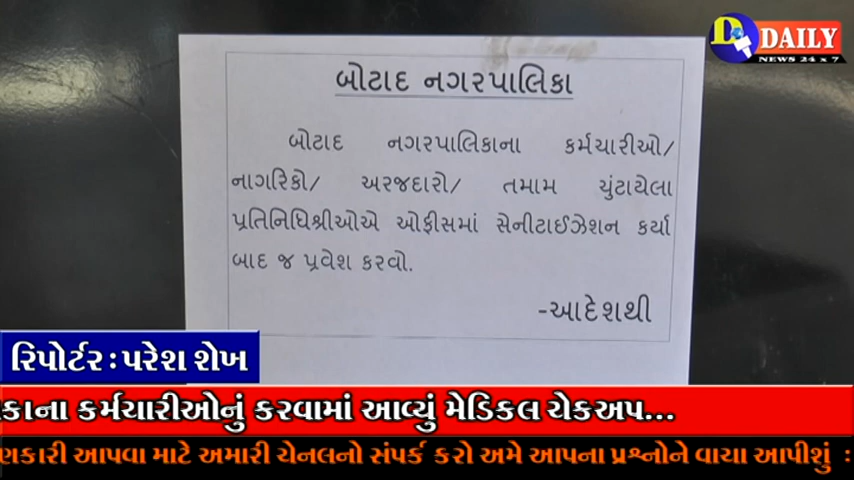 D
DAILY
NEWS 24 x 7
બોટાદ નગરપાલિકા
બોટાદ નગરપાલિકાના કર્મચારીઓ/
નાગરિકો/ અરજદારો/ તમામ ચુંટાયેલા
પ્રતિનિધિશ્રીઓએ ઓફીસમાં સેનીટાઈઝેશન કર્યા
બાદ જ પ્રવેશ કરવો.
-આદેશથી
રિપોર્ટર : પરેશ શેખ
કાના કર્મચારીઓનું કરવામાં આવ્યું મેડિકલ ચેકઅપ...
ણકારી આપવા માટે અમારી ચેનલનો સંપર્ક કરો અમે આપના પ્રશ્નોને વાચા આપીશું :